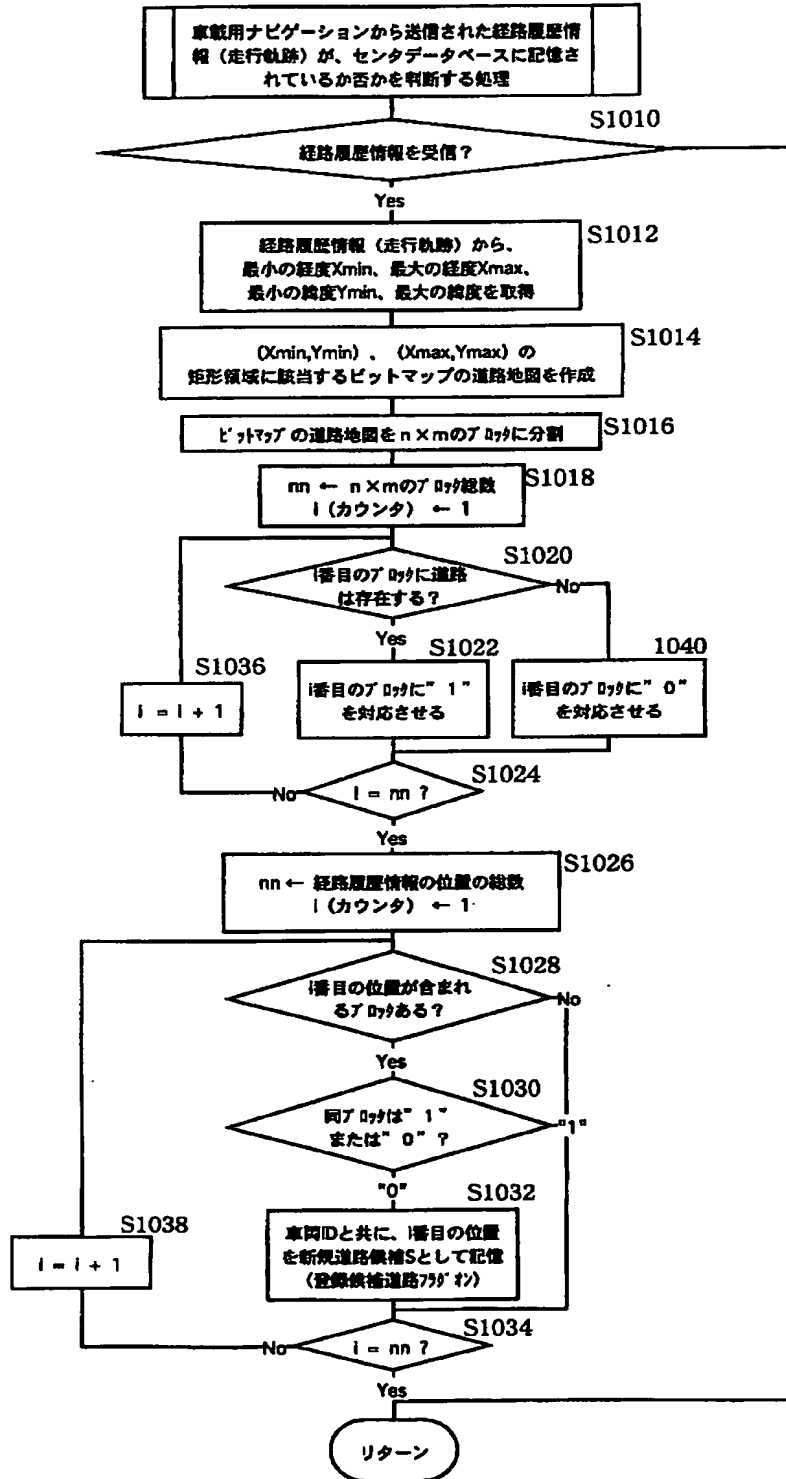 車載用ナビゲーションから送信された経路履歴情
報（走行軌跡）が、センタデータベースに記憶さ
れているか否かを判断する処理
S1010
経路履歴情報を受信？
Yes
S1012
経路履歴情報（走行軌跡）から、
最小の経度Xmin、最大の経度Xmax、
最小の緯度Ymin、最大の緯度を取得
S1014
(Xmin,Ymin) 、 (Xmax,Ymax) の
矩形領域に該当するビットマップの道路地図を作成
ﾋﾞｯﾄﾏｯﾌﾟの道路地図をn×mのﾌﾞﾛｯｸに分割
S1016
S1018
nn ← n×mのﾌﾞﾛｯｸ総数
i（カウンタ） ← 1
S1020
i番目のﾌﾞﾛｯｸに道路
は存在する？
No
Yes
S1022
1040
S1036
i = i + 1
i番目のﾌﾞﾛｯｸに”1”
を対応させる
i番目のﾌﾞﾛｯｸに”0”
を対応させる
S1024
i = nn ?
No
Yes
S1026
nn ← 経路履歴情報の位置の総数
i（カウンタ） ← 1
S1028
i番目の位置が含まれ
るﾌﾞﾛｯｸある？
No
Yes
S1030
同ﾌﾞﾛｯｸは”1”
または”0”？
"1"
"0"
S1032
S1038
i = i + 1
車両IDと共に、i番目の位置
を新規道路候補Sとして記憶
（登録候補道路ﾌﾗｸﾞｵﾝ）
S1034
i = nn ?
No
Yes
リターン